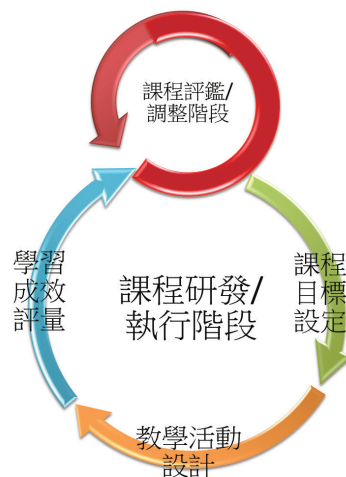 課程評鑑/
調整階段
課程研發/
執行階段
課程
目標
設定
教學活動
設計
學習
成效
評量